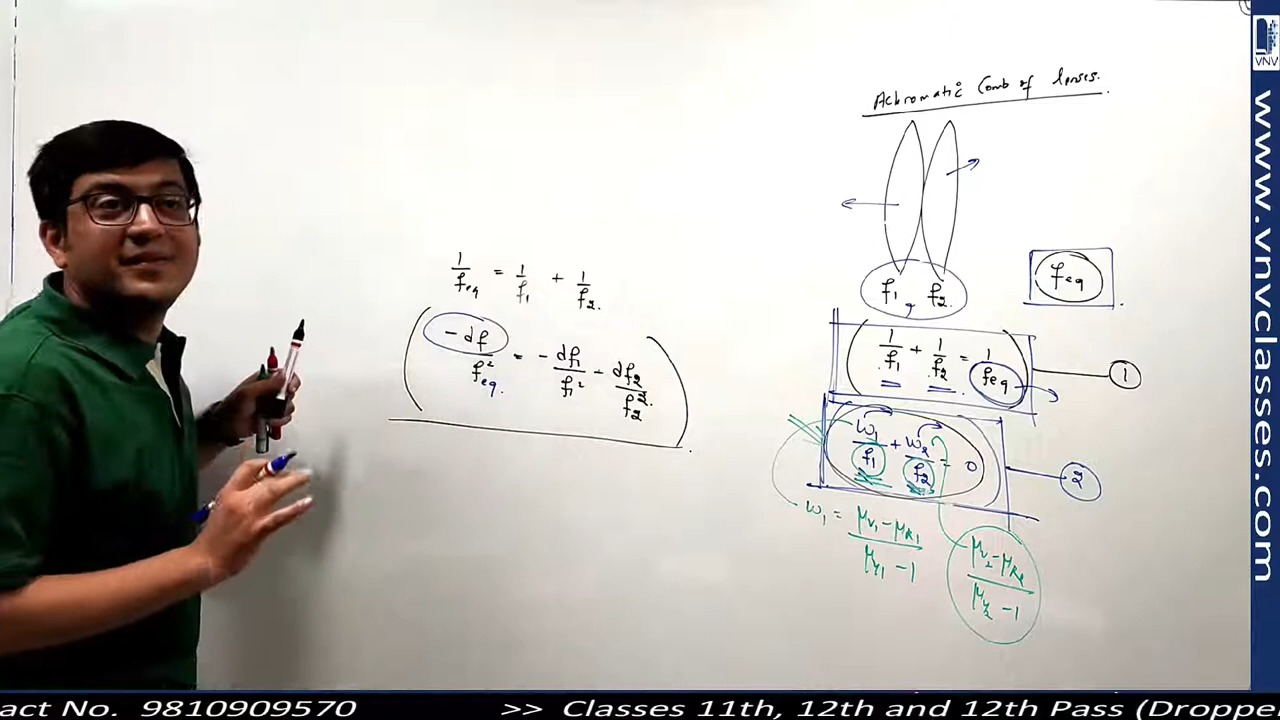 Achromatic Comb of lenses.
f₁ , f₂.
feq
1/feq = 1/f₁ + 1/f₂.
-df/f²eq. = -df₁/f₁² - df₂/f₂².
1/f₁ + 1/f₂ = 1/feq
1
ω₁/f₁ + ω₂/f₂ = 0
2
ω₁ = μv₁-μR₁/μy₁ - 1
μv₂-μR₂/μy₂ - 1
VNV
www.vnvclasses.com
act No. 9810909570 >> Classes 11th, 12th and 12th Pass (Droppe